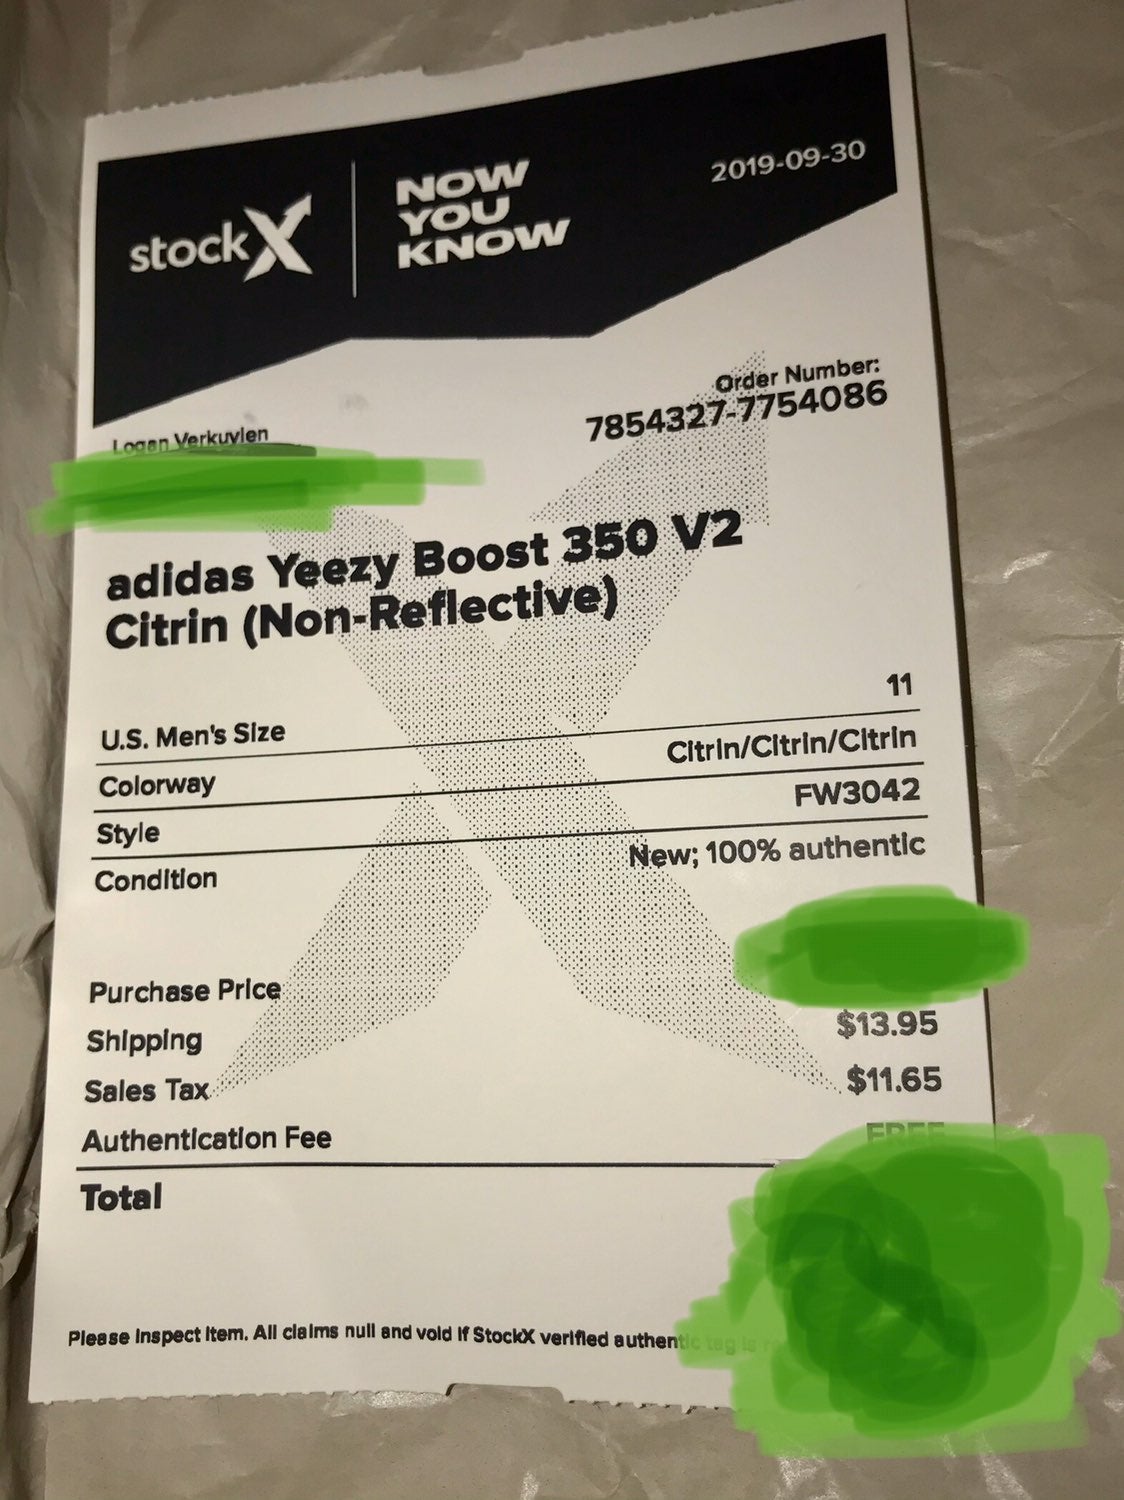 stockX
NOW
YOU
KNOW
2019-09-30
Order Number:
7854327-7754086
Logan Verkuylen
adidas Yeezy Boost 350 V2
Citrin (Non-Reflective)
U.S. Men's Size 11
Colorway Citrin/Citrin/Citrin
Style FW3042
Condition New; 100% authentic
Purchase Price
Shipping $13.95
Sales Tax $11.65
Authentication Fee FREE
Total
Please inspect item. All claims null and void if StockX verified authentic tag is